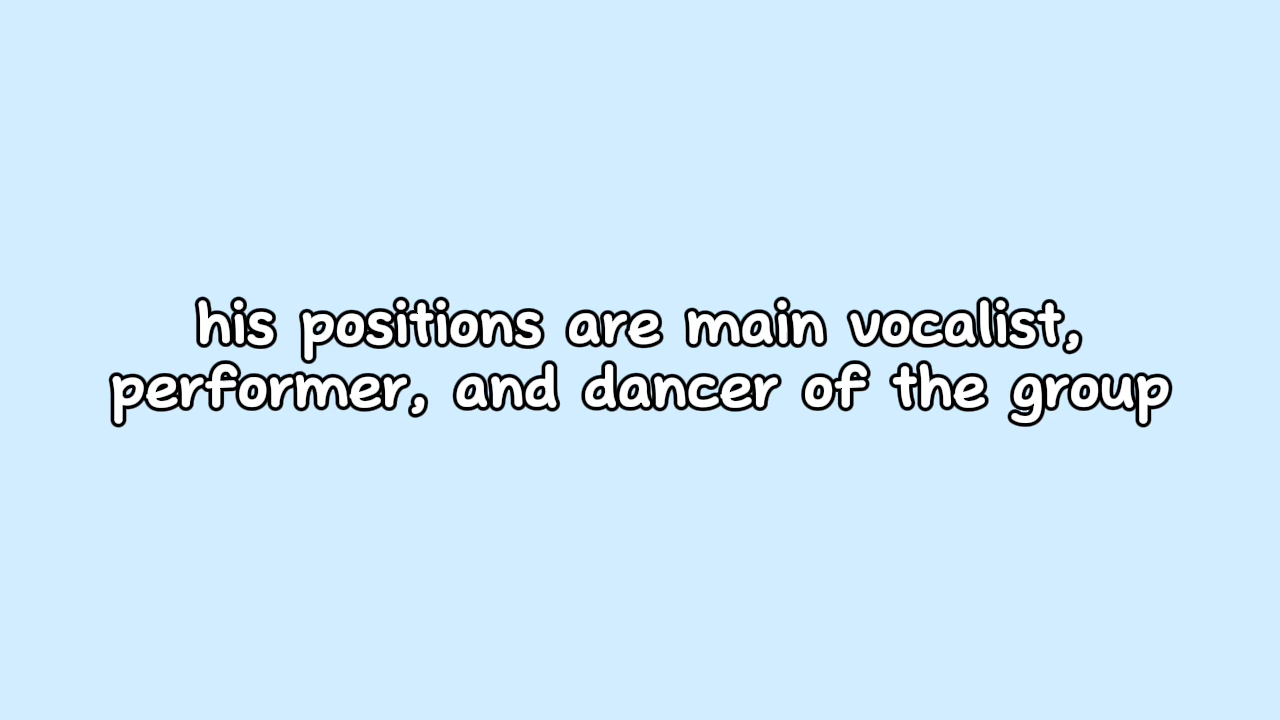 his positions are main vocalist,
performer, and dancer of the group